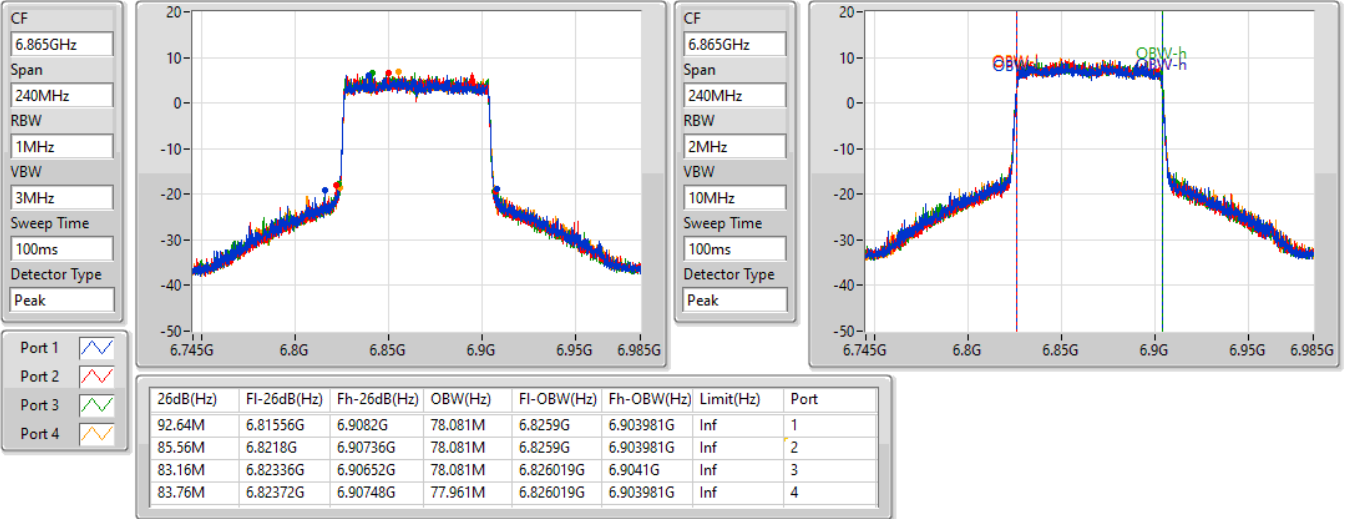 CF
6.865GHz
Span
240MHz
RBW
1MHz
VBW
3MHz
Sweep Time
100ms
Detector Type
Peak
20
10
0
-10
-20
-30
-40
-50
6.745G 6.8G 6.85G 6.9G 6.95G 6.985G
CF
6.865GHz
Span
240MHz
RBW
2MHz
VBW
10MHz
Sweep Time
100ms
Detector Type
Peak
20
10
0
-10
-20
-30
-40
-50
OBW-h
OBW-h
6.745G 6.8G 6.85G 6.9G 6.95G 6.985G
Port 1
Port 2
Port 3
Port 4
26dB(Hz) Fl-26dB(Hz) Fh-26dB(Hz) OBW(Hz) Fl-OBW(Hz) Fh-OBW(Hz) Limit(Hz) Port
92.64M 6.81556G 6.9082G 78.081M 6.8259G 6.903981G Inf 1
85.56M 6.8218G 6.90736G 78.081M 6.8259G 6.903981G Inf 2
83.16M 6.82336G 6.90652G 78.081M 6.826019G 6.9041G Inf 3
83.76M 6.82372G 6.90748G 77.961M 6.826019G 6.903981G Inf 4